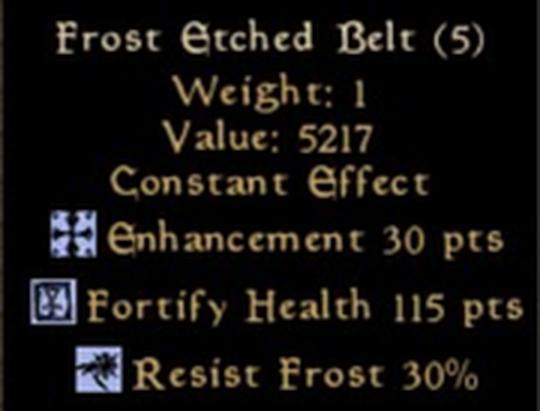 Frost Etched Belt (5)
Weight: 1
Value: 5217
Constant Effect
Enhancement 30 pts
Fortify Health 115 pts
Resist Frost 30%